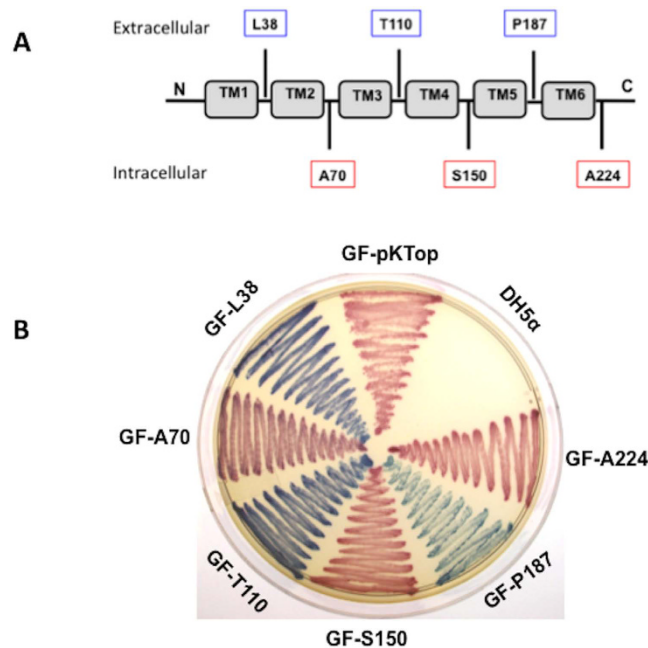 A
Extracellular
L38
T110
P187
N
TM1
TM2
TM3
TM4
TM5
TM6
C
Intracellular
A70
S150
A224
B
GF-pKTop
GF-L38
DH5α
GF-A70
GF-A224
GF-T110
GF-P187
GF-S150